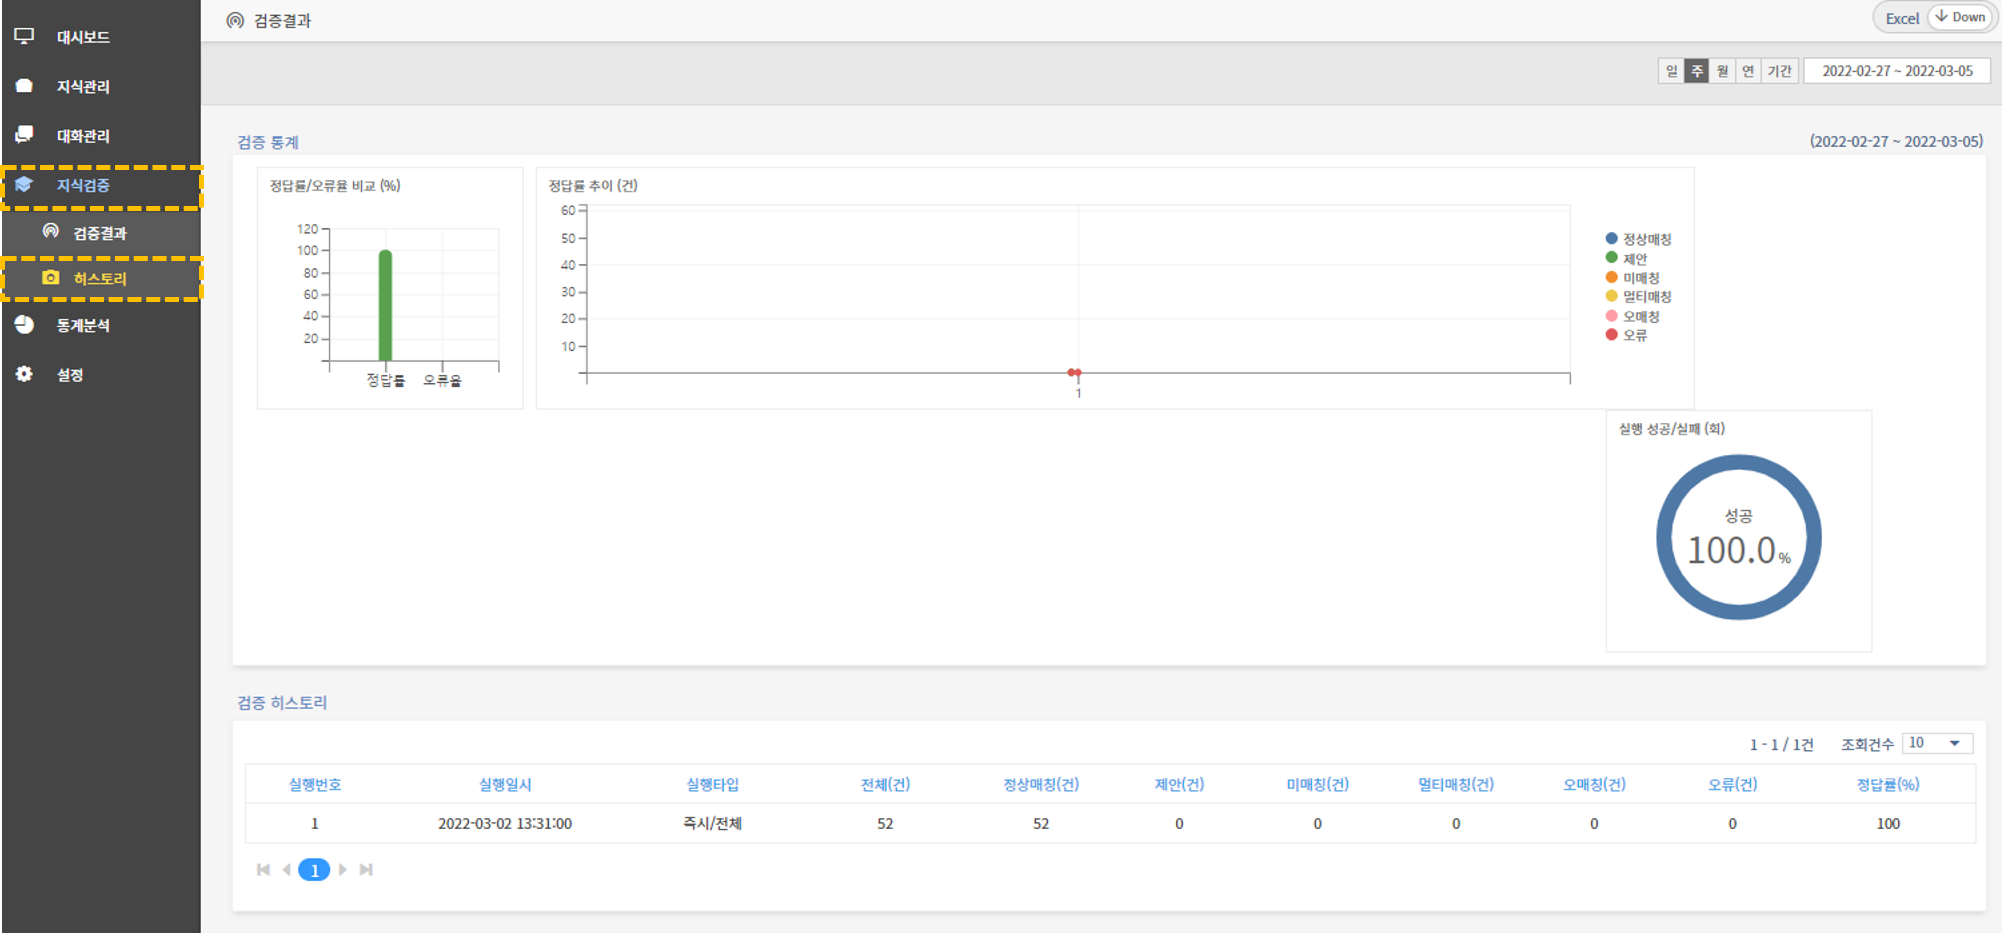 대시보드
지식관리
대화관리
지식검증
검증결과
히스토리
통계분석
설정
검증결과
Excel Down
일 주 월 연 기간 2022-02-27 ~ 2022-03-05
검증 통계
(2022-02-27 ~ 2022-03-05)
정답률/오류율 비교 (%)
120
100
80
60
40
20
정답률 오류율
정답률 추이 (건)
60
50
40
30
20
10
1
정상매칭
제안
미매칭
멀티매칭
오매칭
오류
실행 성공/실패 (회)
성공
100.0%
검증 히스토리
1 - 1 / 1건 조회건수 10
실행번호 실행일시 실행타입 전체(건) 정상매칭(건) 제안(건) 미매칭(건) 멀티매칭(건) 오매칭(건) 오류(건) 정답률(%)
1 2022-03-02 13:31:00 즉시/전체 52 52 0 0 0 0 0 100
1